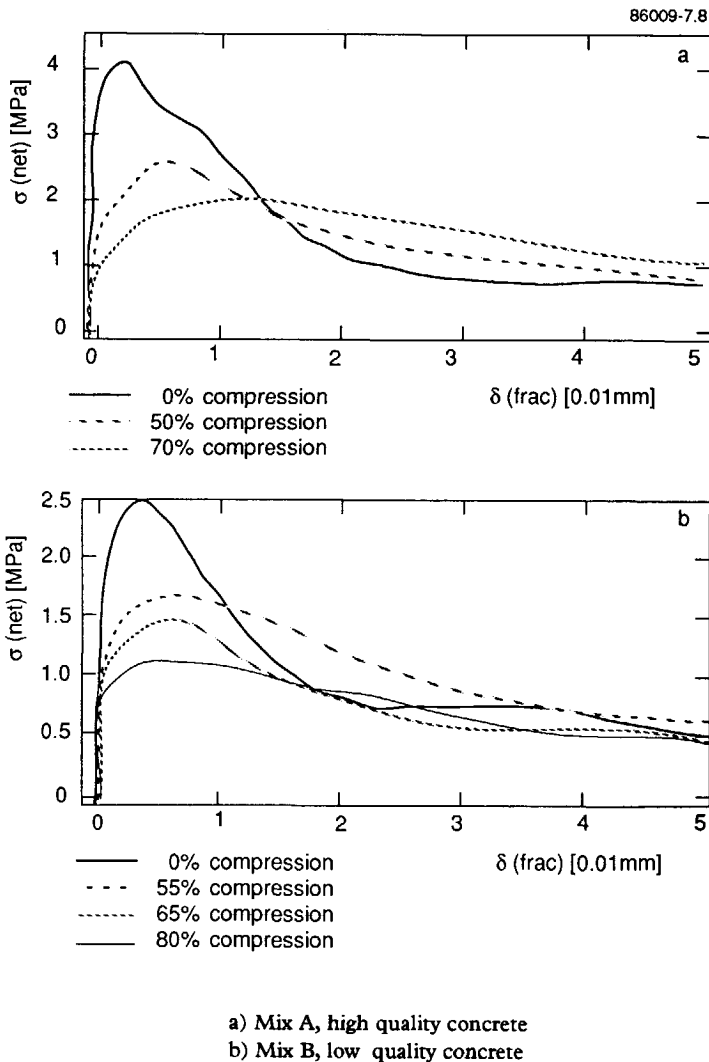 86009-7.8
a
σ (net) [MPa]
4
3
2
1
0
0 1 2 3 4 5
δ (frac) [0.01mm]
0% compression
50% compression
70% compression
b
σ (net) [MPa]
2.5
2.0
1.5
1.0
0.5
0
0 1 2 3 4 5
δ (frac) [0.01mm]
0% compression
55% compression
65% compression
80% compression
a) Mix A, high quality concrete
b) Mix B, low quality concrete